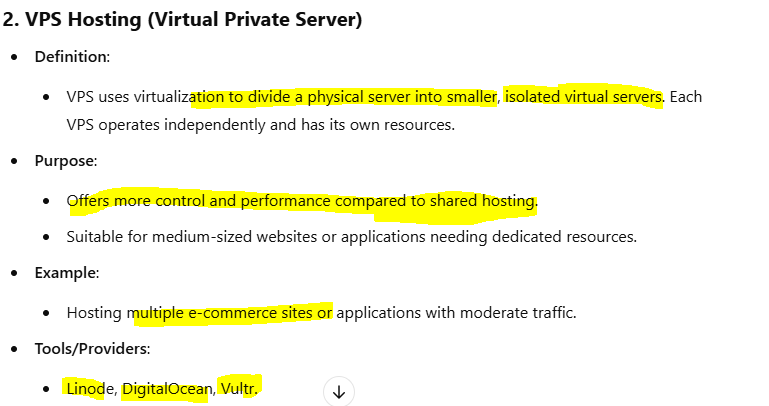 2. VPS Hosting (Virtual Private Server)
Definition:
VPS uses virtualization to divide a physical server into smaller, isolated virtual servers. Each
VPS operates independently and has its own resources.
Purpose:
Offers more control and performance compared to shared hosting.
Suitable for medium-sized websites or applications needing dedicated resources.
Example:
Hosting multiple e-commerce sites or applications with moderate traffic.
Tools/Providers:
Linode, DigitalOcean, Vultr.